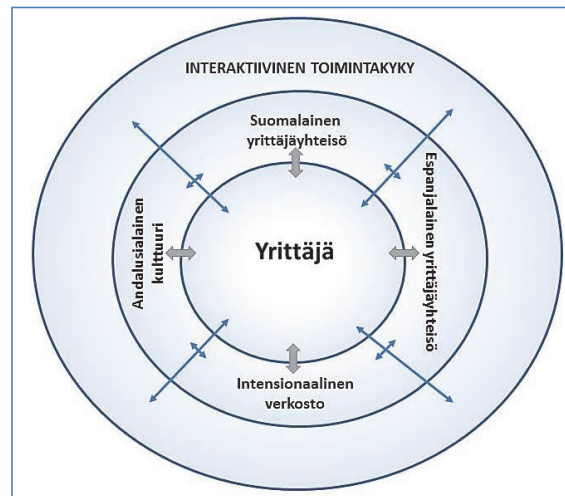 INTERAKTIIVINEN TOIMINTAKYKY
Suomalainen
yrittäjäyhteisö
Andalusialainen
kulttuuri
Yrittäjä
Espanjalainen yrittäjäyhteisö
Intensionaalinen
verkosto